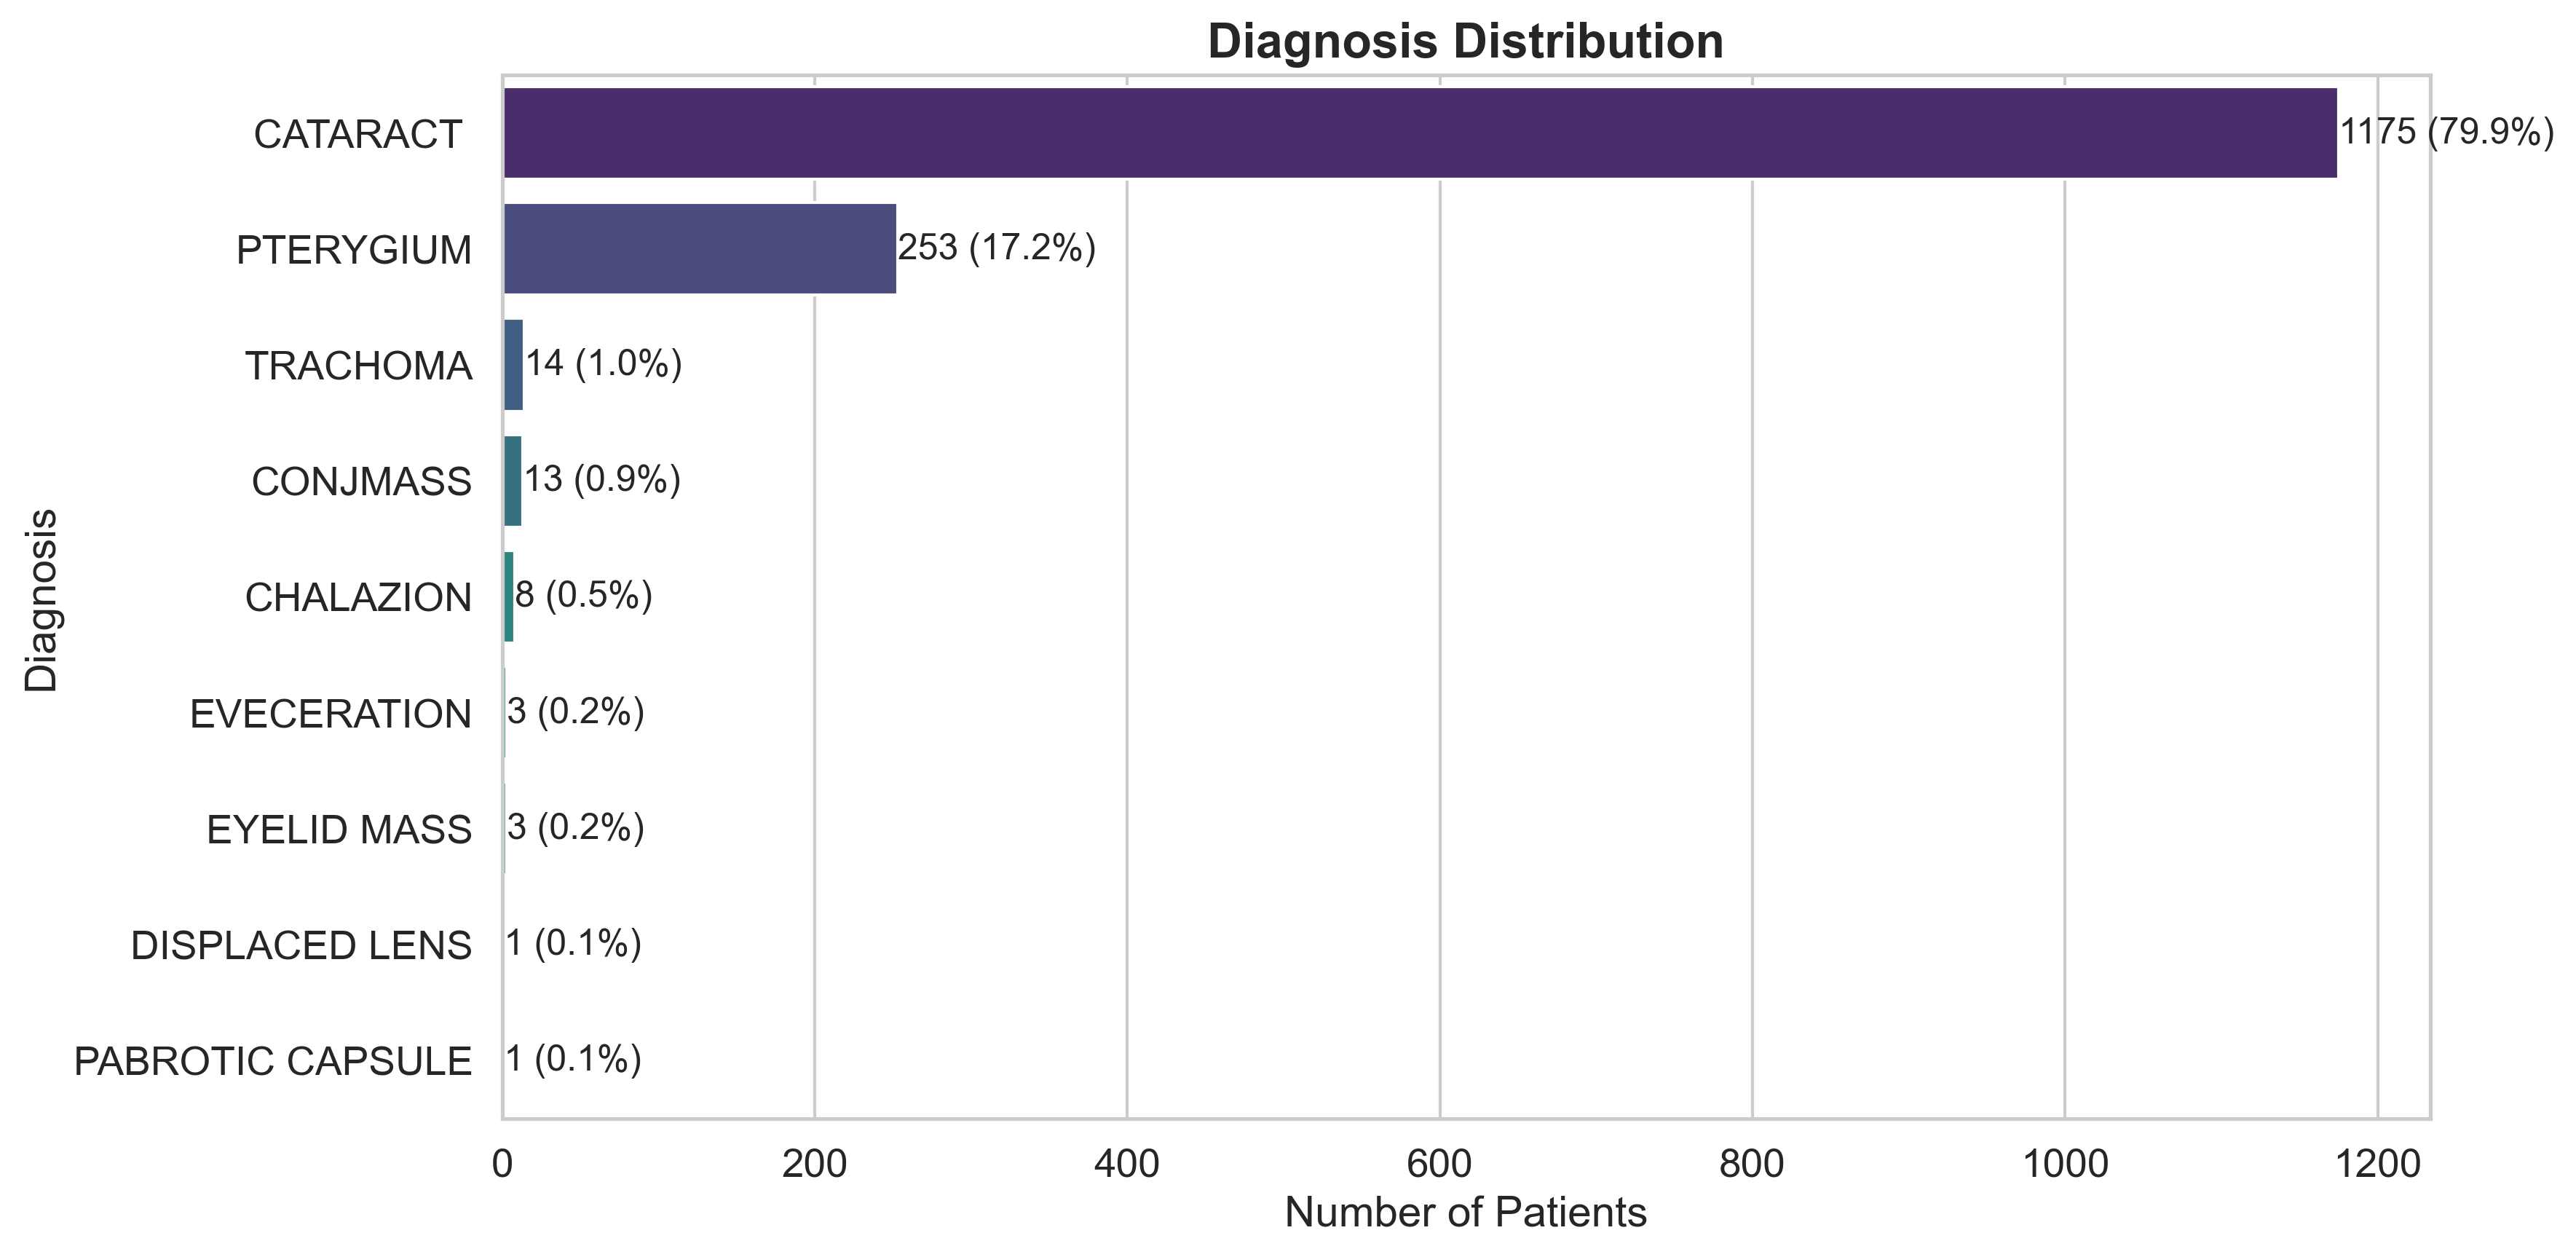 Diagnosis Distribution
CATARACT 1175 (79.9%)
PTERYGIUM 253 (17.2%)
TRACHOMA 14 (1.0%)
CONJMASS 13 (0.9%)
CHALAZION 8 (0.5%)
EVECERATION 3 (0.2%)
EYELID MASS 3 (0.2%)
DISPLACED LENS 1 (0.1%)
PABROTIC CAPSULE 1 (0.1%)
Diagnosis
0 200 400 600 800 1000 1200
Number of Patients